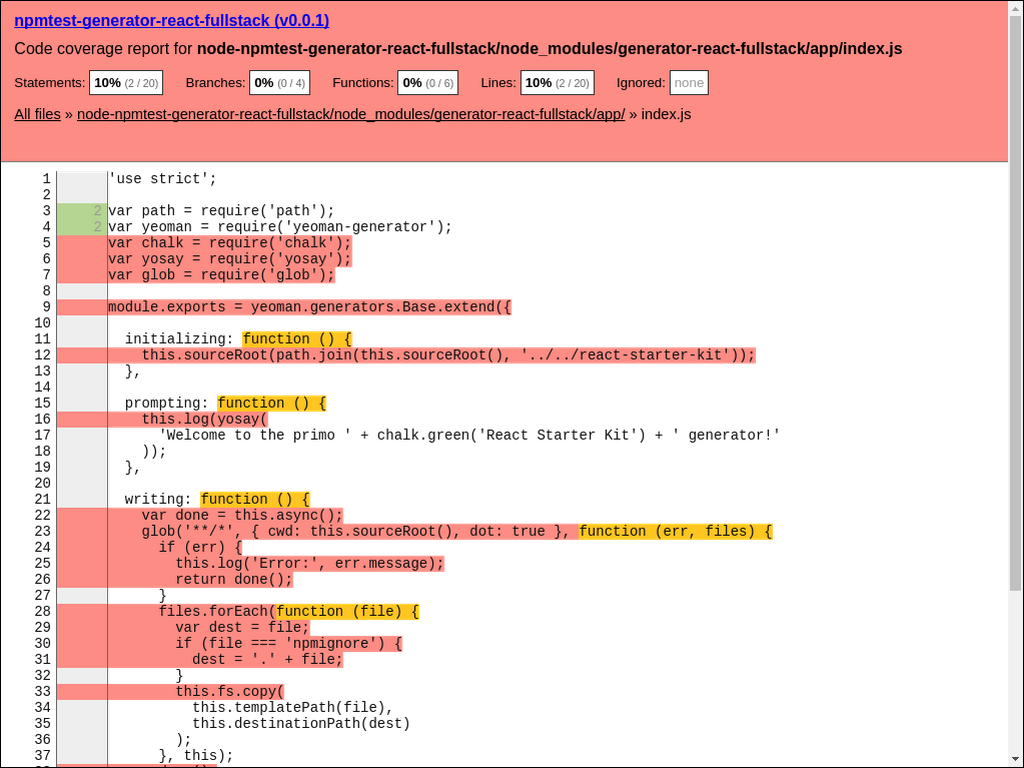 npmtest-generator-react-fullstack (v0.0.1)
Code coverage report for node-npmtest-generator-react-fullstack/node_modules/generator-react-fullstack/app/index.js
Statements: 10% (2 / 20) Branches: 0% (0 / 4) Functions: 0% (0 / 6) Lines: 10% (2 / 20) Ignored: none
All files » node-npmtest-generator-react-fullstack/node_modules/generator-react-fullstack/app/ » index.js
1 'use strict';
2
3 2 var path = require('path');
4 2 var yeoman = require('yeoman-generator');
5 var chalk = require('chalk');
6 var yosay = require('yosay');
7 var glob = require('glob');
8
9 module.exports = yeoman.generators.Base.extend({
10
11 initializing: function () {
12 this.sourceRoot(path.join(this.sourceRoot(), '../../react-starter-kit'));
13 },
14
15 prompting: function () {
16 this.log(yosay(
17 'Welcome to the primo ' + chalk.green('React Starter Kit') + ' generator!'
18 ));
19 },
20
21 writing: function () {
22 var done = this.async();
23 glob('**/*', { cwd: this.sourceRoot(), dot: true }, function (err, files) {
24 if (err) {
25 this.log('Error:', err.message);
26 return done();
27 }
28 files.forEach(function (file) {
29 var dest = file;
30 if (file === 'npmignore') {
31 dest = '.' + file;
32 }
33 this.fs.copy(
34 this.templatePath(file),
35 this.destinationPath(dest)
36 );
37 }, this);